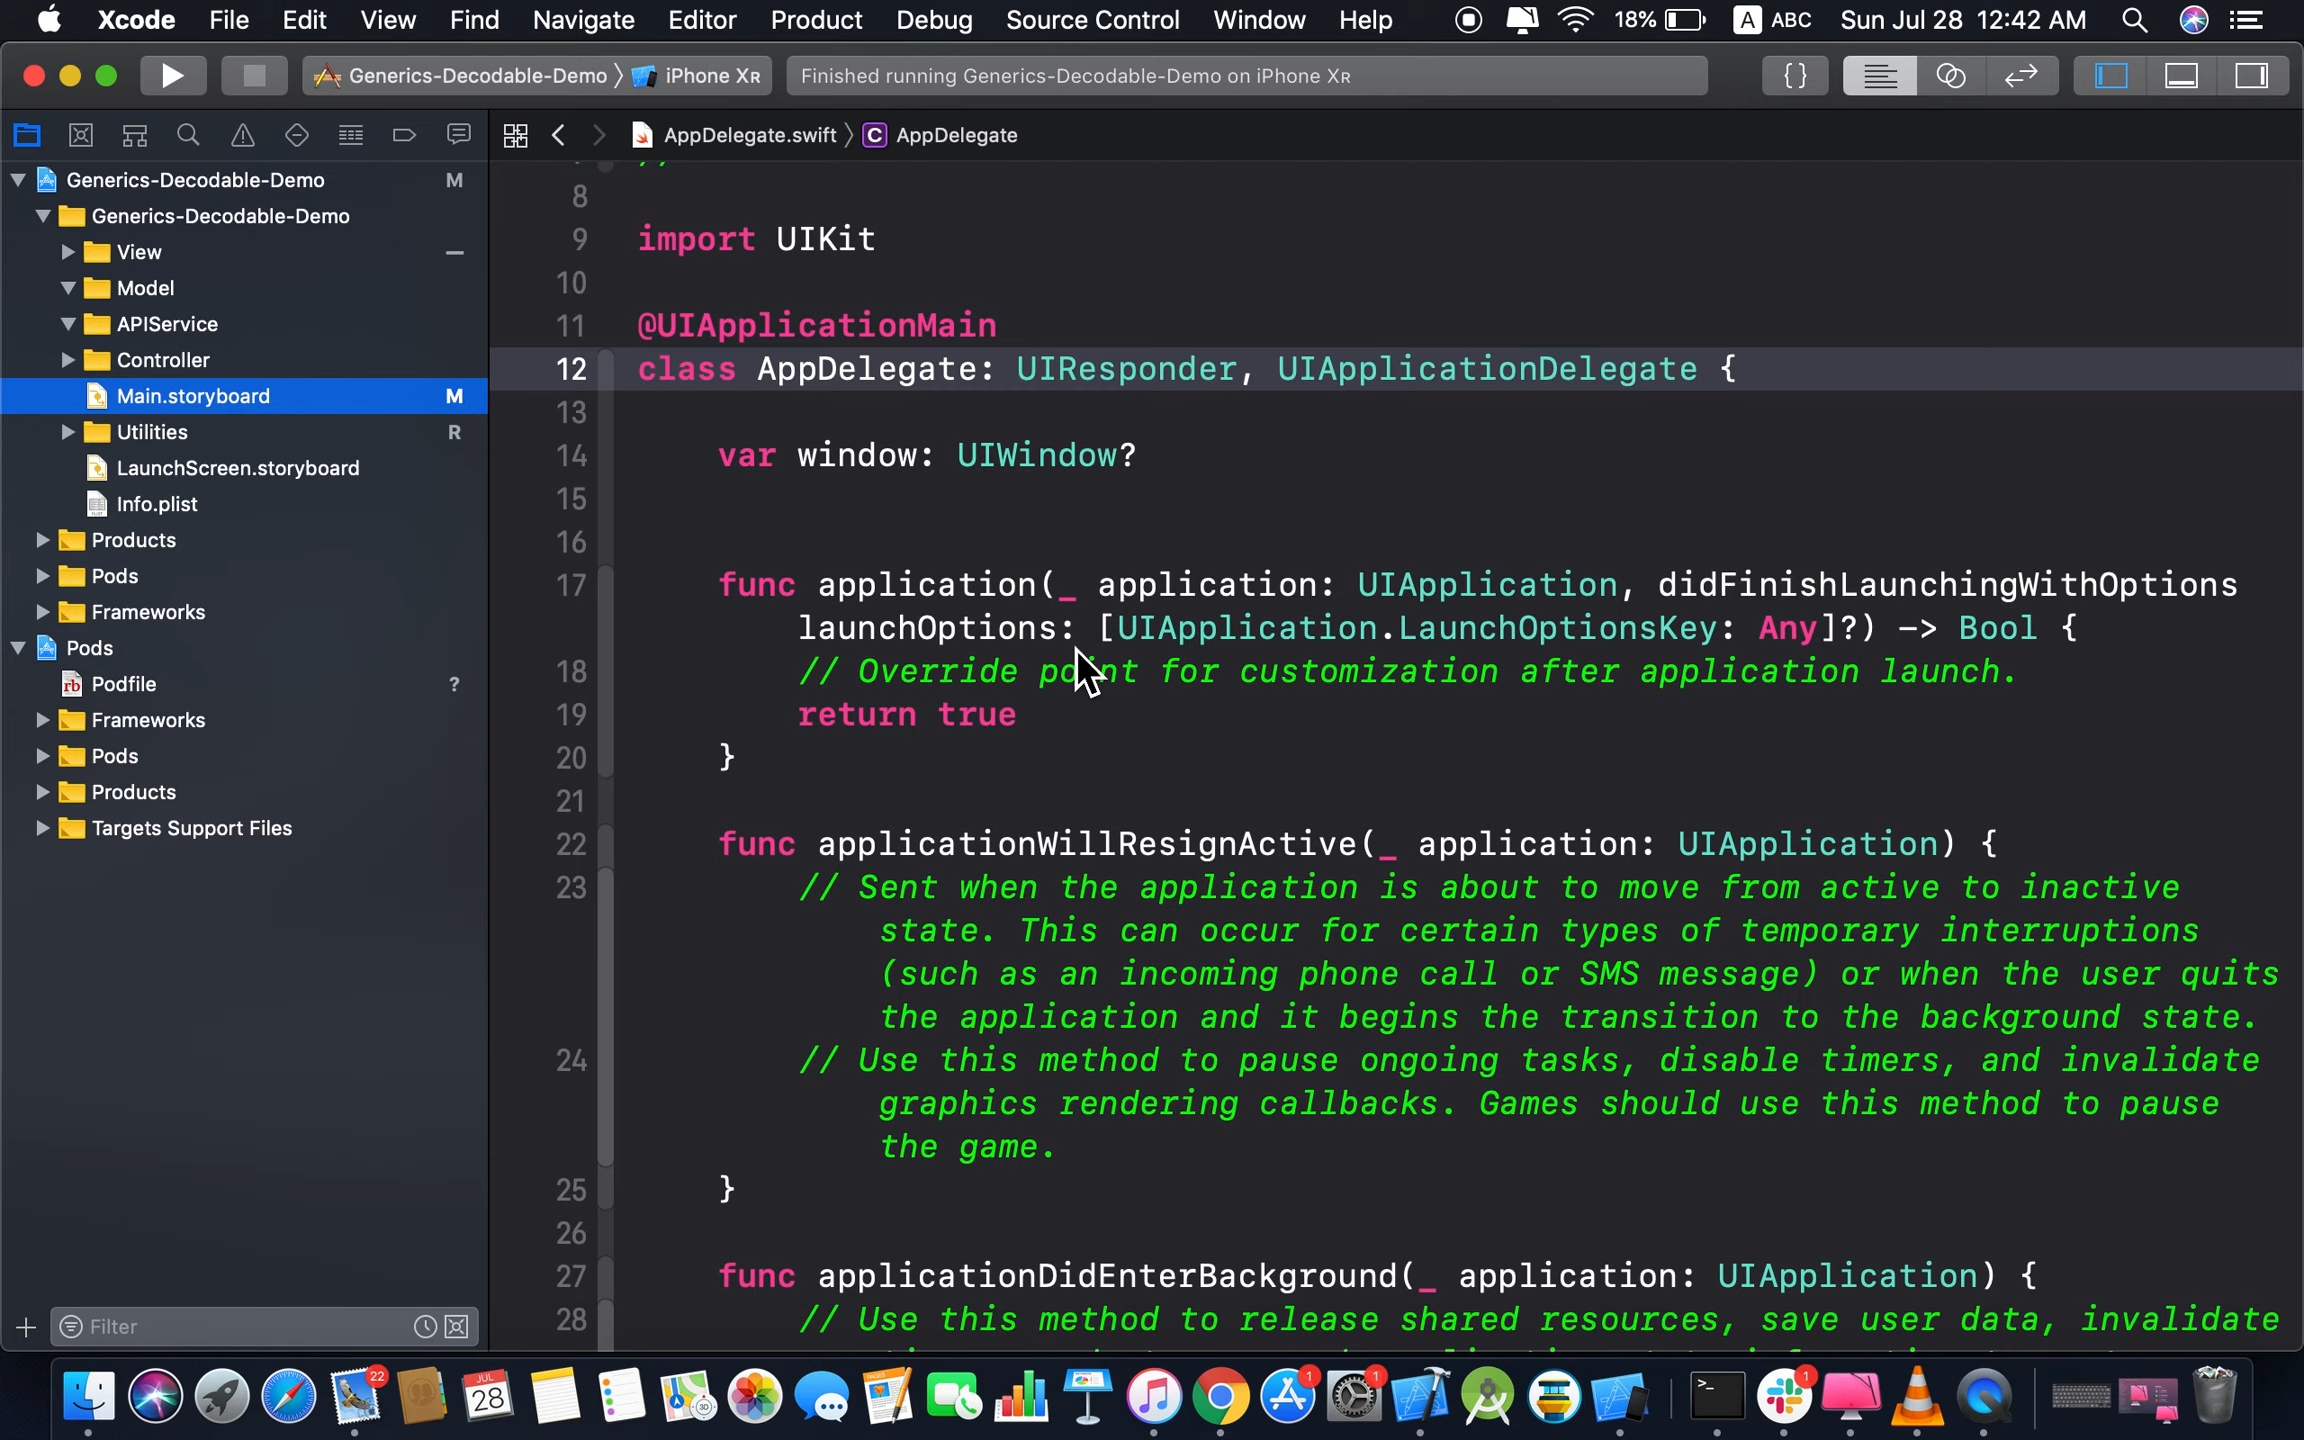 Xcode File Edit View Find Navigate Editor Product Debug Source Control Window Help 18% A ABC Sun Jul 28 12:42 AM
Generics-Decodable-Demo iPhone XR
Finished running Generics-Decodable-Demo on iPhone XR
{ }
AppDelegate.swift C AppDelegate
Generics-Decodable-Demo M
Generics-Decodable-Demo
View
Model
APIService
Controller
Main.storyboard M
Utilities R
LaunchScreen.storyboard
Info.plist
Products
Pods
Frameworks
Pods
rb Podfile ?
Frameworks
Pods
Products
Targets Support Files
Filter
8
9 import UIKit
10
11 @UIApplicationMain
12 class AppDelegate: UIResponder, UIApplicationDelegate {
13
14 var window: UIWindow?
15
16
17 func application(_ application: UIApplication, didFinishLaunchingWithOptions
launchOptions: [UIApplication.LaunchOptionsKey: Any]?) -> Bool {
18 // Override point for customization after application launch.
19 return true
20 }
21
22 func applicationWillResignActive(_ application: UIApplication) {
23 // Sent when the application is about to move from active to inactive
state. This can occur for certain types of temporary interruptions
(such as an incoming phone call or SMS message) or when the user quits
the application and it begins the transition to the background state.
24 // Use this method to pause ongoing tasks, disable timers, and invalidate
graphics rendering callbacks. Games should use this method to pause
the game.
25 }
26
27 func applicationDidEnterBackground(_ application: UIApplication) {
28 // Use this method to release shared resources, save user data, invalidate
22 JUL 28 3D 1 1 >_ 1